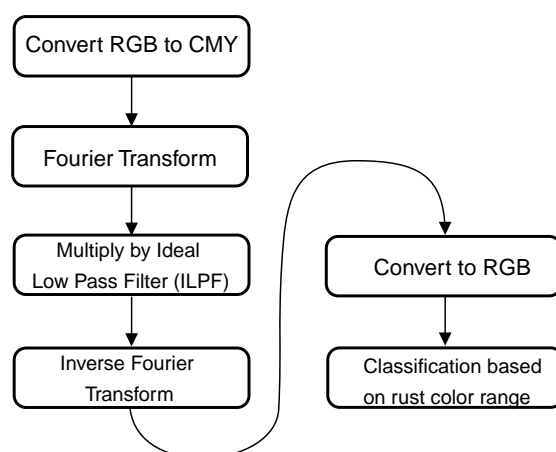 Convert RGB to CMY
Fourier Transform
Multiply by Ideal
Low Pass Filter (ILPF)
Inverse Fourier
Transform
Convert to RGB
Classification based
on rust color range